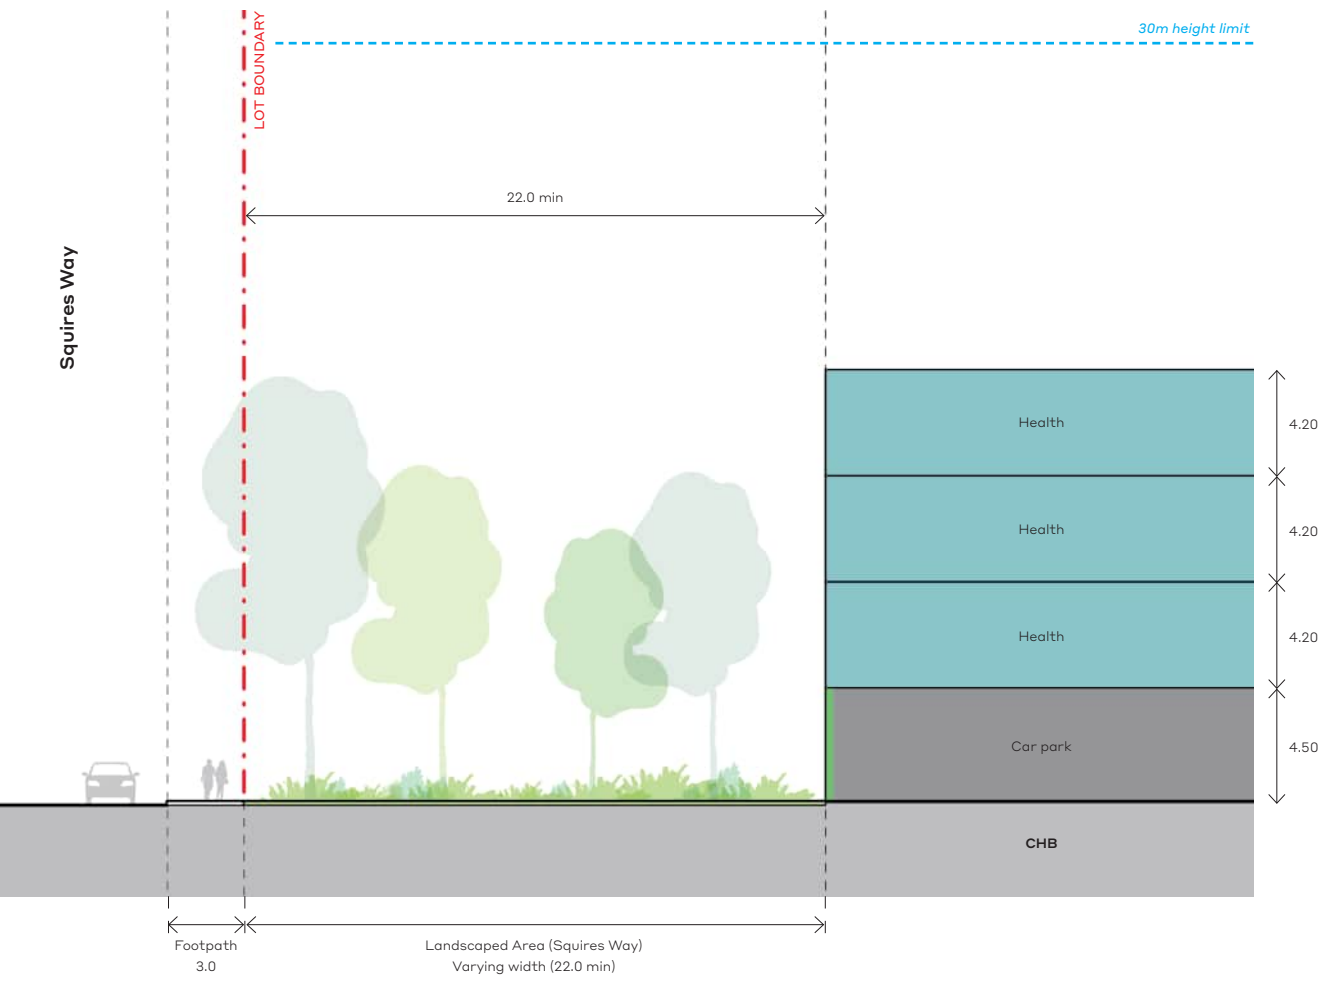 30m height limit
LOT BOUNDARY
22.0 min
Squires Way
Health
4.20
Health
4.20
Health
4.20
Car park
4.50
CHB
Footpath
3.0
Landscaped Area (Squires Way)
Varying width (22.0 min)